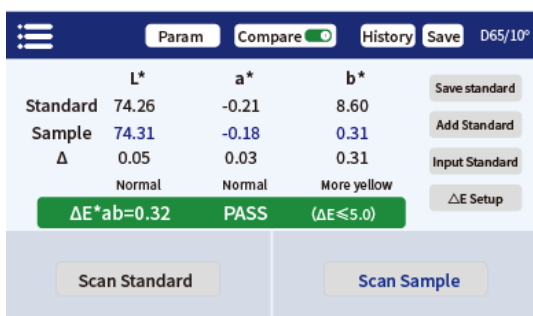 Param Compare History Save D65/10°
L* a* b*
Standard 74.26 -0.21 8.60
Sample 74.31 -0.18 0.31
Δ 0.05 0.03 0.31
Normal Normal More yellow
ΔE*ab=0.32 PASS (ΔE≤5.0)
Save standard
Add Standard
Input Standard
△E Setup
Scan Standard Scan Sample